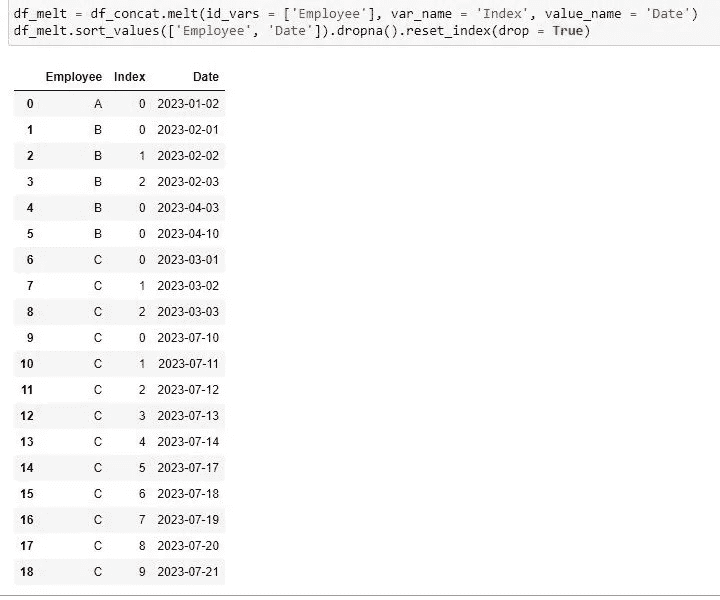 df_melt = df_concat.melt(id_vars = ['Employee'], var_name = 'Index', value_name = 'Date')
df_melt.sort_values(['Employee', 'Date']).dropna().reset_index(drop = True)
Employee Index Date
0 A 0 2023-01-02
1 B 0 2023-02-01
2 B 1 2023-02-02
3 B 2 2023-02-03
4 B 0 2023-04-03
5 B 0 2023-04-10
6 C 0 2023-03-01
7 C 1 2023-03-02
8 C 2 2023-03-03
9 C 0 2023-07-10
10 C 1 2023-07-11
11 C 2 2023-07-12
12 C 3 2023-07-13
13 C 4 2023-07-14
14 C 5 2023-07-17
15 C 6 2023-07-18
16 C 7 2023-07-19
17 C 8 2023-07-20
18 C 9 2023-07-21